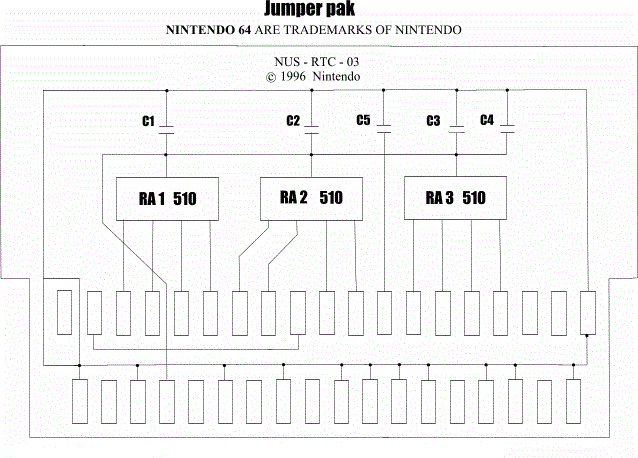 Jumper pak
NINTENDO 64 ARE TRADEMARKS OF NINTENDO
NUS - RTC - 03
© 1996 Nintendo
C1 C2 C5 C3 C4
RA 1 510 RA 2 510 RA 3 510